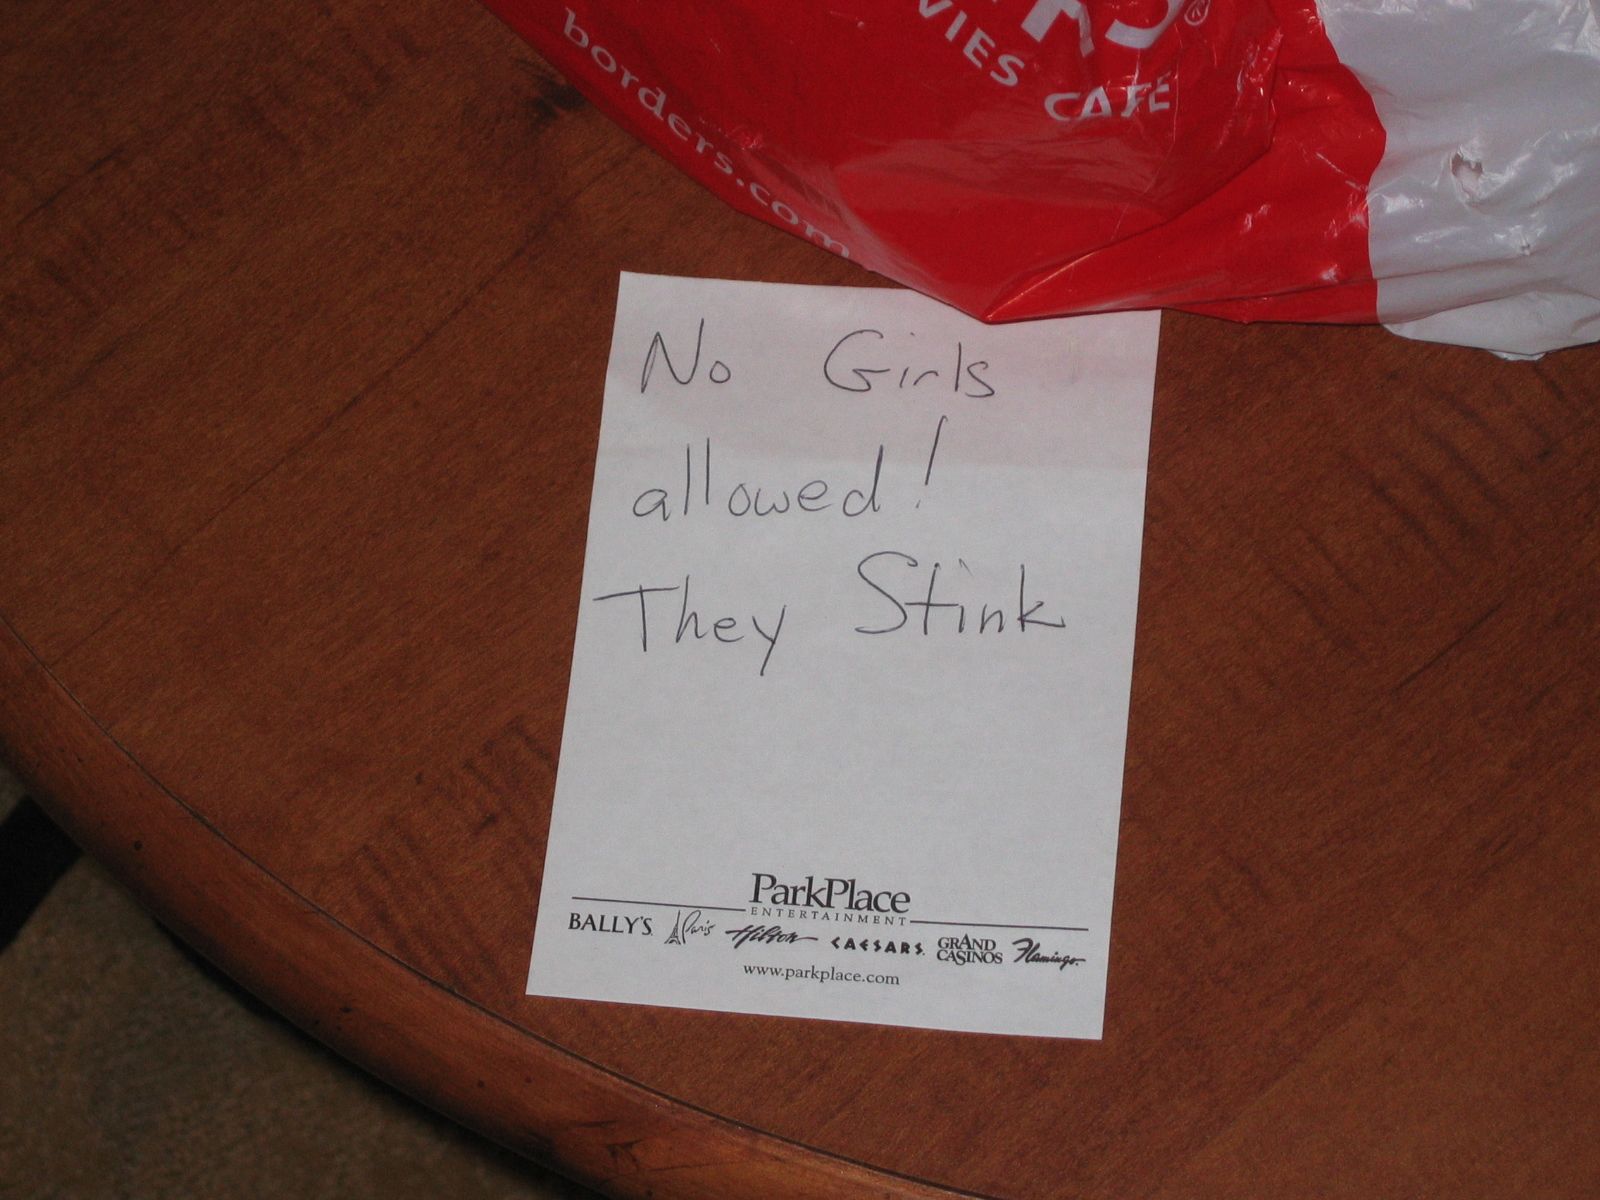 VIES CAFE
borders.com
No Girls
allowed!
They Stink
ParkPlace
ENTERTAINMENT
BALLY'S Paris Hilton CAESARS GRAND CASINOS Flamingo
www.parkplace.com